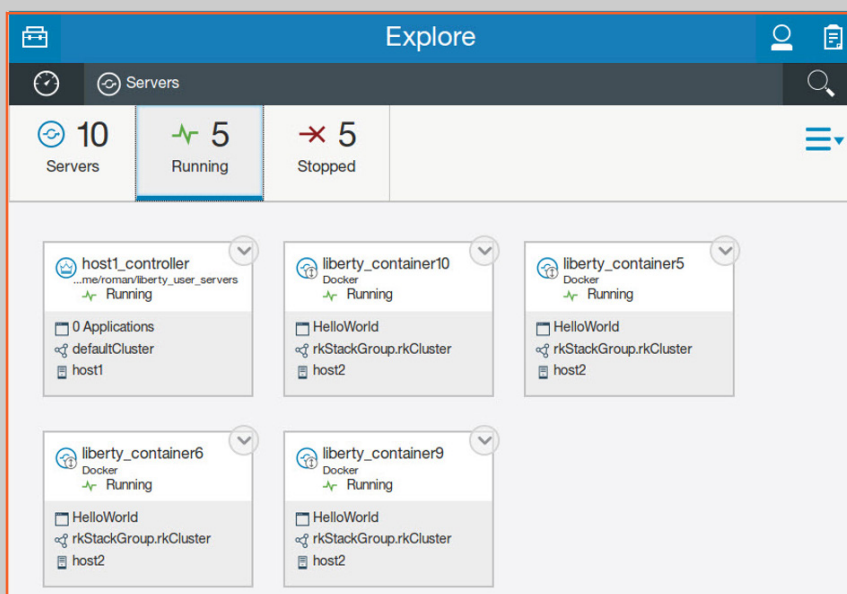 Explore
Servers
10
Servers
5
Running
5
Stopped
host1_controller
...me/roman/liberty_user_servers
Running
0 Applications
defaultCluster
host1
liberty_container10
Docker
Running
HelloWorld
rkStackGroup.rkCluster
host2
liberty_container5
Docker
Running
HelloWorld
rkStackGroup.rkCluster
host2
liberty_container6
Docker
Running
HelloWorld
rkStackGroup.rkCluster
host2
liberty_container9
Docker
Running
HelloWorld
rkStackGroup.rkCluster
host2